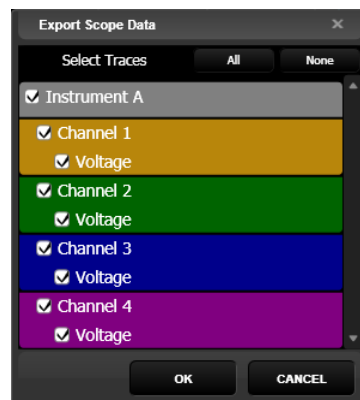 Export Scope Data
Select Traces All None
Instrument A
Channel 1
Voltage
Channel 2
Voltage
Channel 3
Voltage
Channel 4
Voltage
OK CANCEL